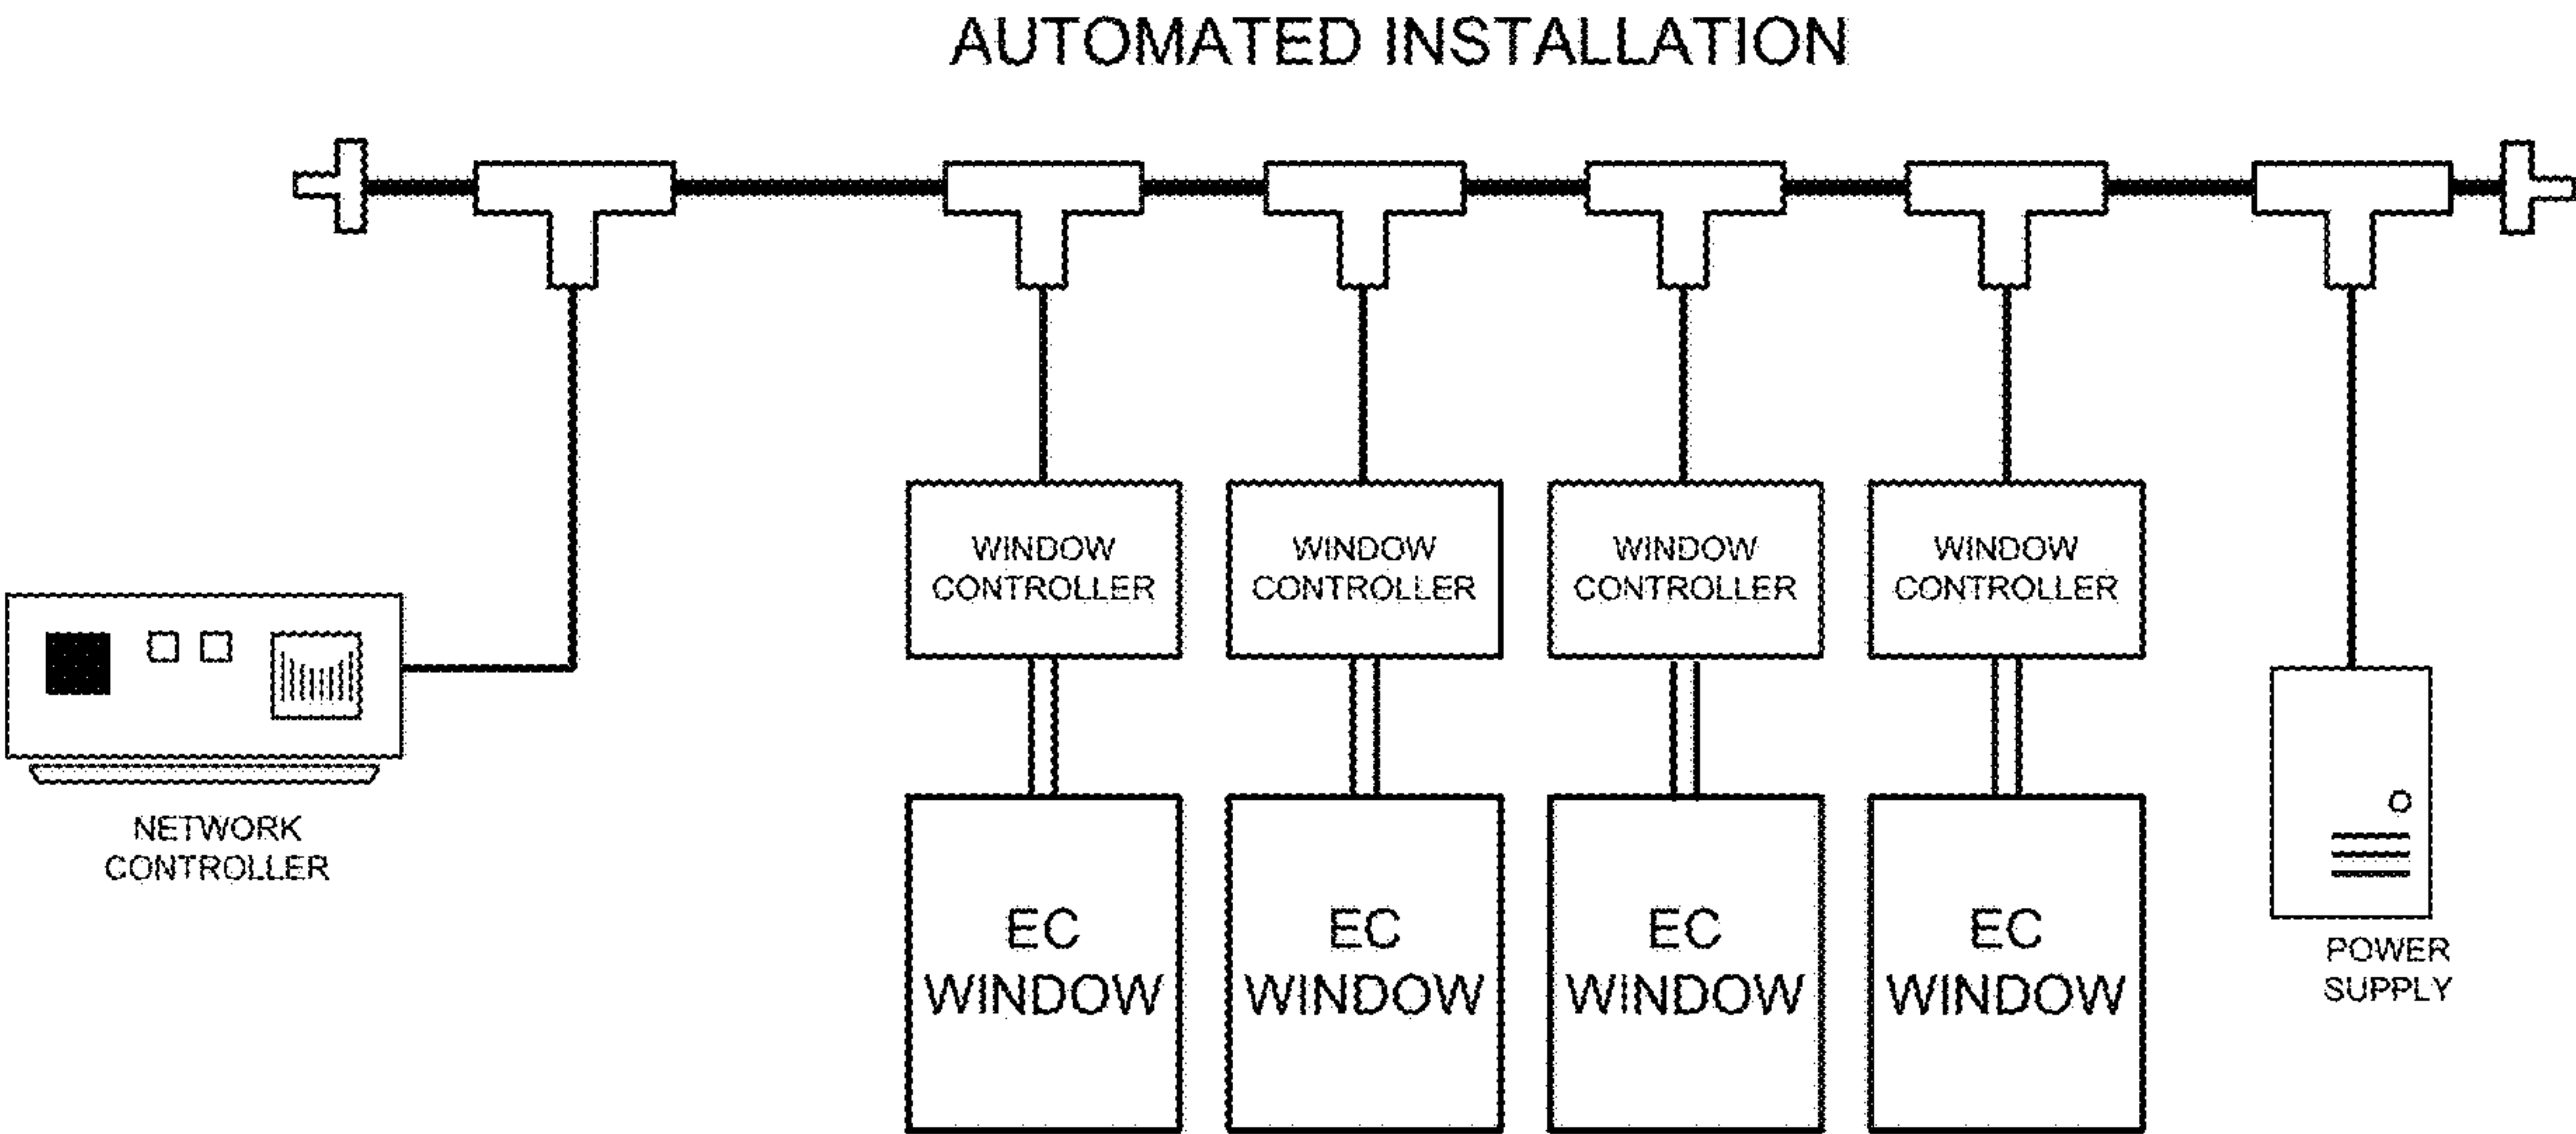 AUTOMATED INSTALLATION
WINDOW
CONTROLLER
WINDOW
CONTROLLER
WINDOW
CONTROLLER
WINDOW
CONTROLLER
NETWORK
CONTROLLER
EC
WINDOW
EC
WINDOW
EC
WINDOW
EC
WINDOW
POWER
SUPPLY